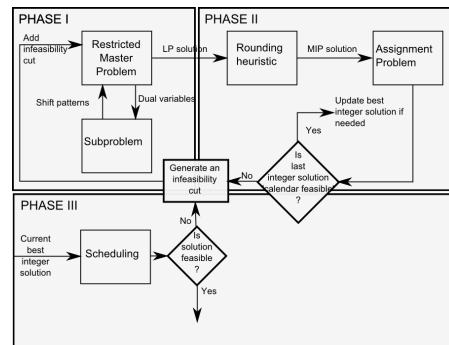 PHASE I
Add
infeasibility
cut
Restricted
Master
Problem
LP solution
Shift patterns
Dual variables
Subproblem
PHASE II
Rounding
heuristic
MIP solution
Assignment
Problem
Update best
integer solution if
needed
Yes
Is
last
integer solution
calendar feasible
?
No
Generate an
infeasibility
cut
PHASE III
Current
best
integer
solution
Scheduling
No
Is
solution
feasible
?
Yes